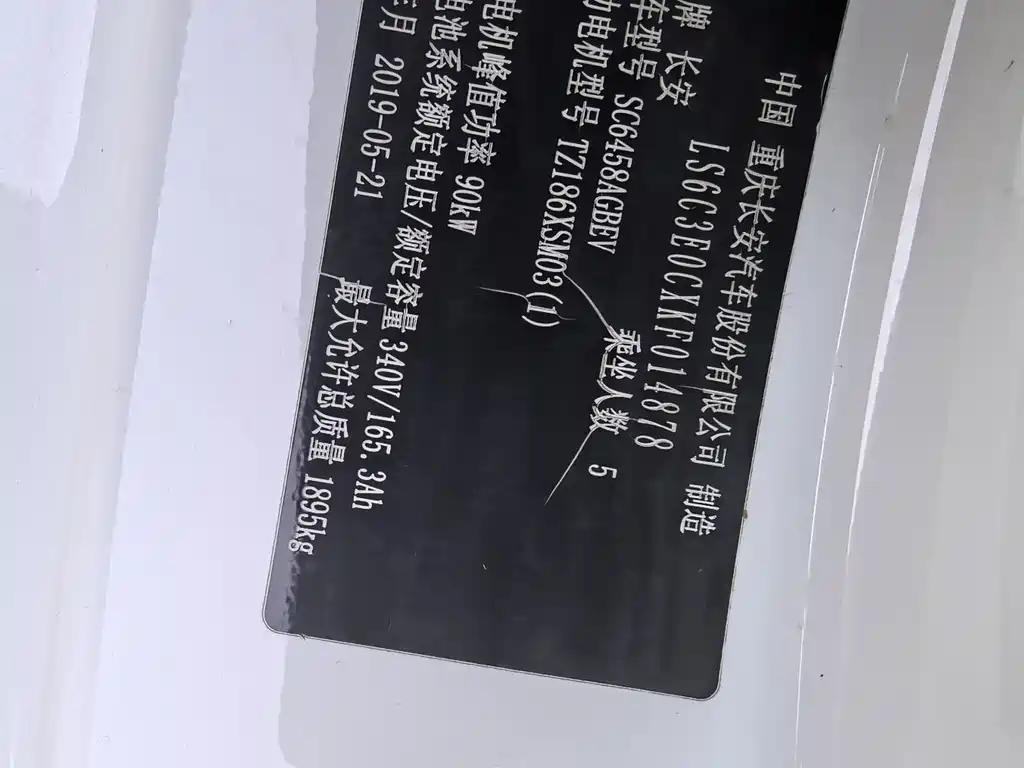 中国 重庆长安汽车股份有限公司 制造
LS6C3E0CXKF014878
牌 长安
车型号 SC6458AGBEV 乘坐人数 5
动电机型号 TZ186XSM03(1)
电机峰值功率 90kW
电池系统额定电压/额定容量 340V/165.3Ah
年月 2019-05-21 最大允许总质量 1895kg